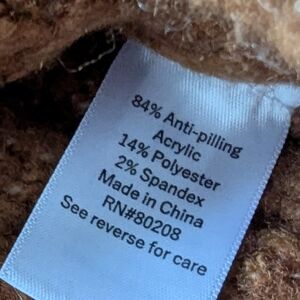 84% Anti-pilling
Acrylic
14% Polyester
2% Spandex
Made in China
RN#80208
See reverse for care